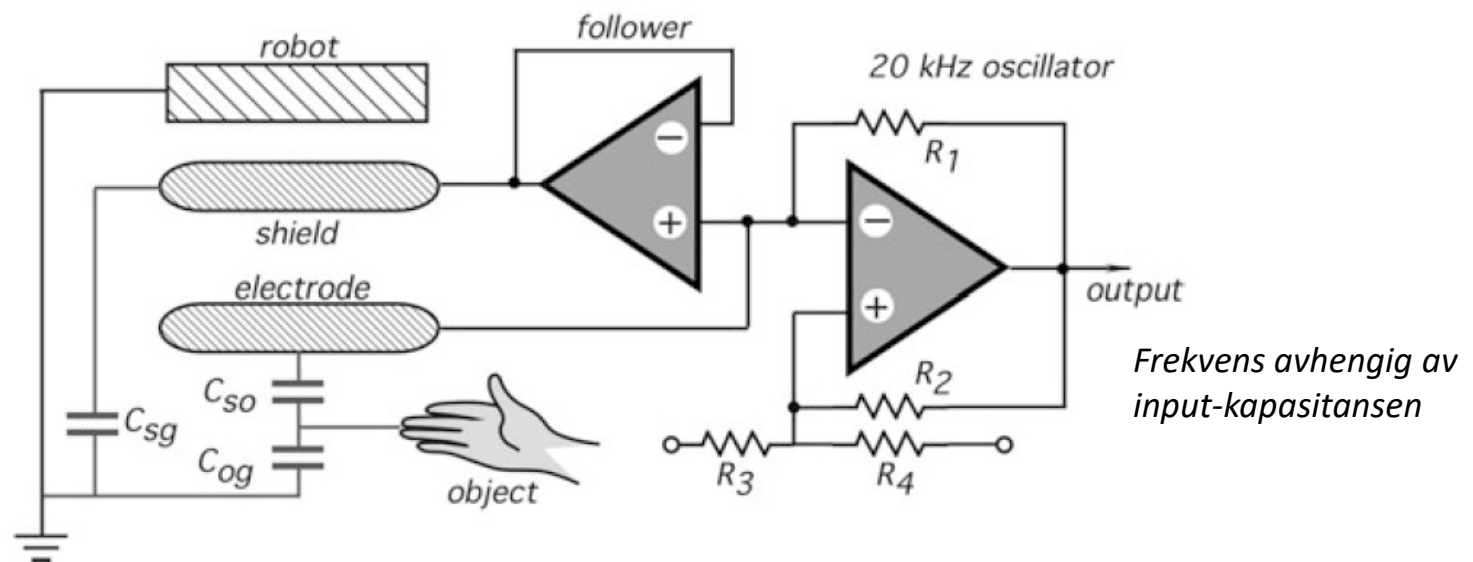 follower
robot
20 kHz oscillator
−
R1
shield
+
−
electrode
+
output
Frekvens avhengig av
input-kapasitansen
Cso
R2
Csg
Cog
R3
R4
object